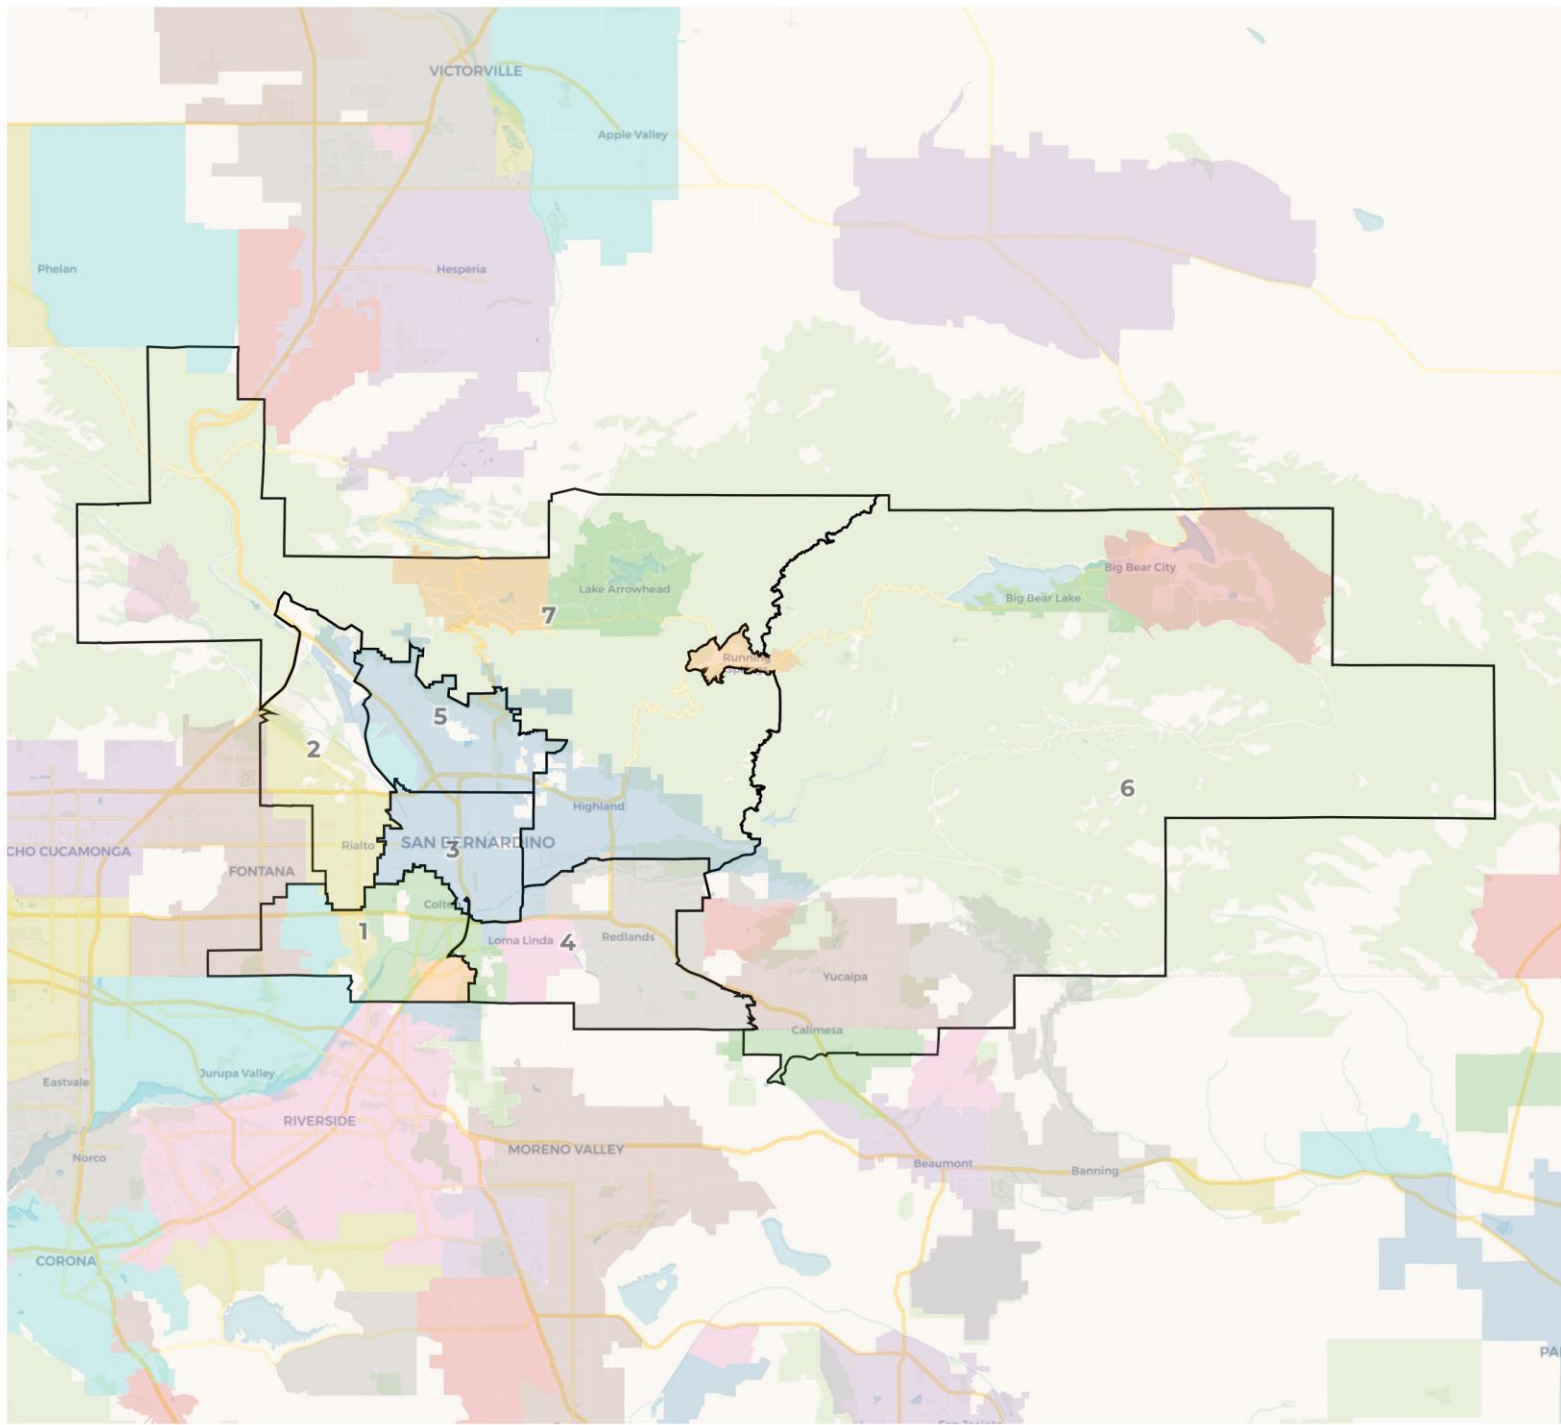 VICTORVILLE
Apple Valley
Phelan
Hesperia
Big Bear City
Lake Arrowhead
Big Bear Lake
7
Running
5
2
6
Highland
Rialto
SAN BERNARDINO
3
CHO CUCAMONGA
FONTANA
1
Loma Linda
4
Redlands
Yucaipa
Calimesa
Jurupa Valley
Eastvale
RIVERSIDE
MORENO VALLEY
Norco
Beaumont
Banning
CORONA
PA